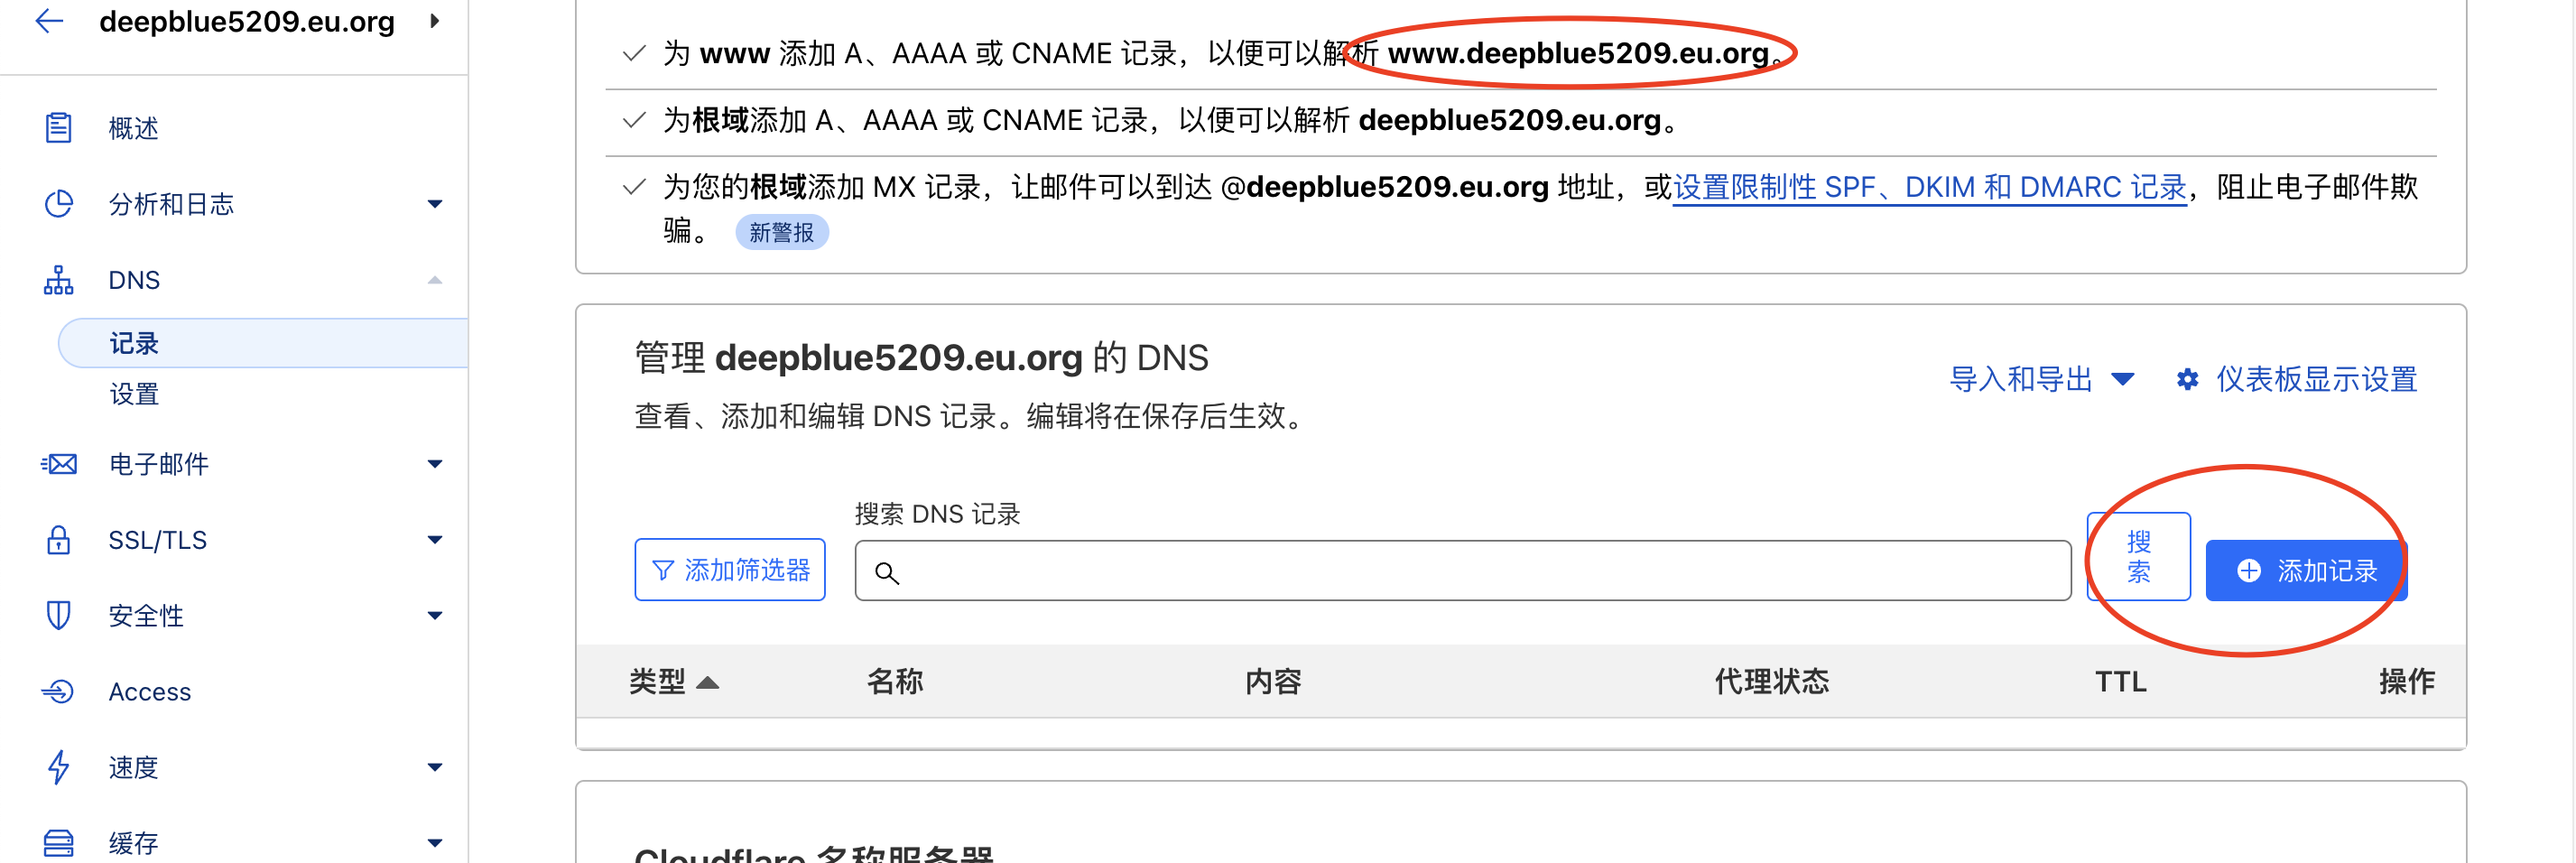 deepblue5209.eu.org
概述
分析和日志
DNS
记录
设置
电子邮件
SSL/TLS
安全性
Access
速度
缓存
为 www 添加 A、AAAA 或 CNAME 记录，以便可以解析 www.deepblue5209.eu.org。
为根域添加 A、AAAA 或 CNAME 记录，以便可以解析 deepblue5209.eu.org。
为您的根域添加 MX 记录，让邮件可以到达 @deepblue5209.eu.org 地址，或设置限制性 SPF、DKIM 和 DMARC 记录，阻止电子邮件欺
骗。 新警报
管理 deepblue5209.eu.org 的 DNS
导入和导出 仪表板显示设置
查看、添加和编辑 DNS 记录。编辑将在保存后生效。
搜索 DNS 记录
添加筛选器
搜
索
添加记录
类型 名称 内容 代理状态 TTL 操作
Cloudflare 名称服务器